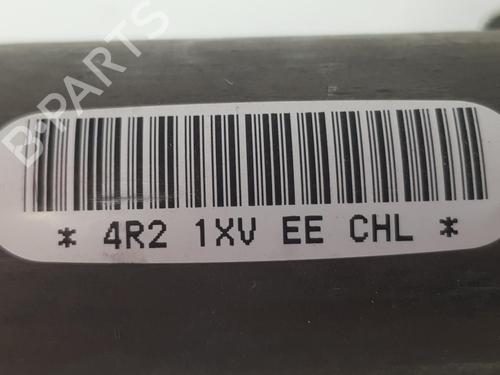 B-PARTS
* 4R2 1XV EE CHL *